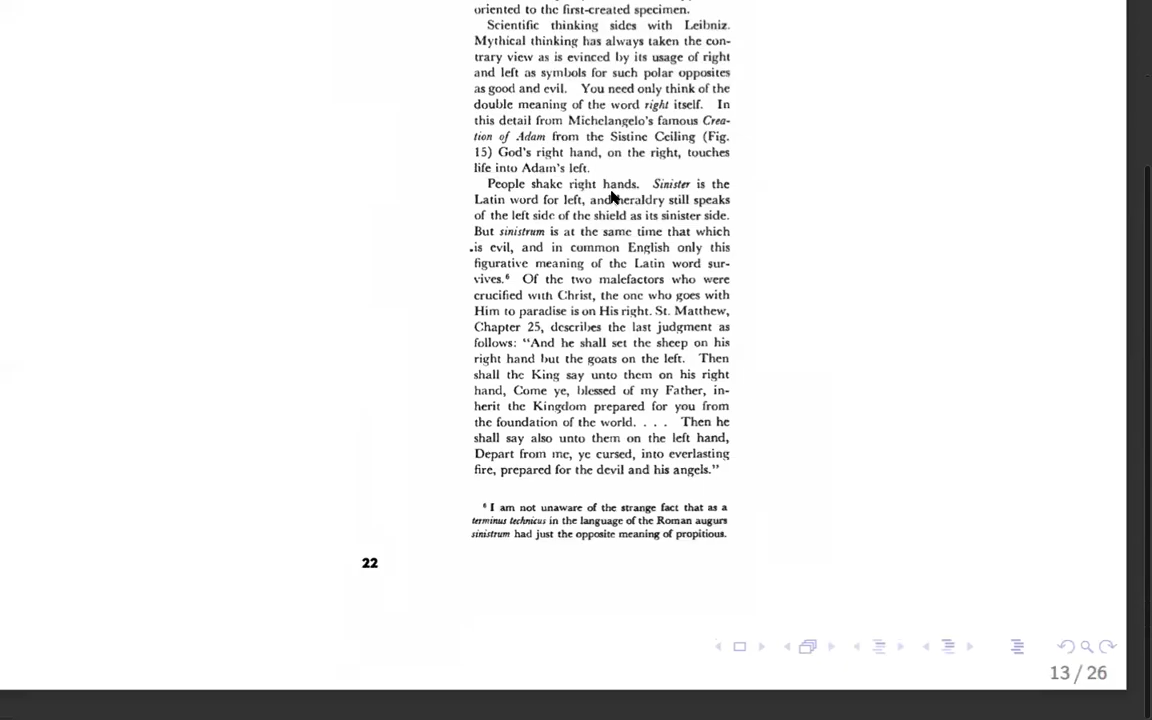 oriented to the first-created specimen.
Scientific thinking sides with Leibniz.
Mythical thinking has always taken the con-
trary view as is evinced by its usage of right
and left as symbols for such polar opposites
as good and evil. You need only think of the
double meaning of the word right itself. In
this detail from Michelangelo's famous Crea-
tion of Adam from the Sistine Ceiling (Fig.
15) God's right hand, on the right, touches
life into Adam's left.
People shake right hands. Sinister is the
Latin word for left, and heraldry still speaks
of the left side of the shield as its sinister side.
But sinistrum is at the same time that which
is evil, and in common English only this
figurative meaning of the Latin word sur-
vives.⁶ Of the two malefactors who were
crucified with Christ, the one who goes with
Him to paradise is on His right. St. Matthew,
Chapter 25, describes the last judgment as
follows: "And he shall set the sheep on his
right hand but the goats on the left. Then
shall the King say unto them on his right
hand, Come ye, blessed of my Father, in-
herit the Kingdom prepared for you from
the foundation of the world. . . . Then he
shall say also unto them on the left hand,
Depart from me, ye cursed, into everlasting
fire, prepared for the devil and his angels."
⁶ I am not unaware of the strange fact that as a
terminus technicus in the language of the Roman augurs
sinistrum had just the opposite meaning of propitious.
22
13 / 26